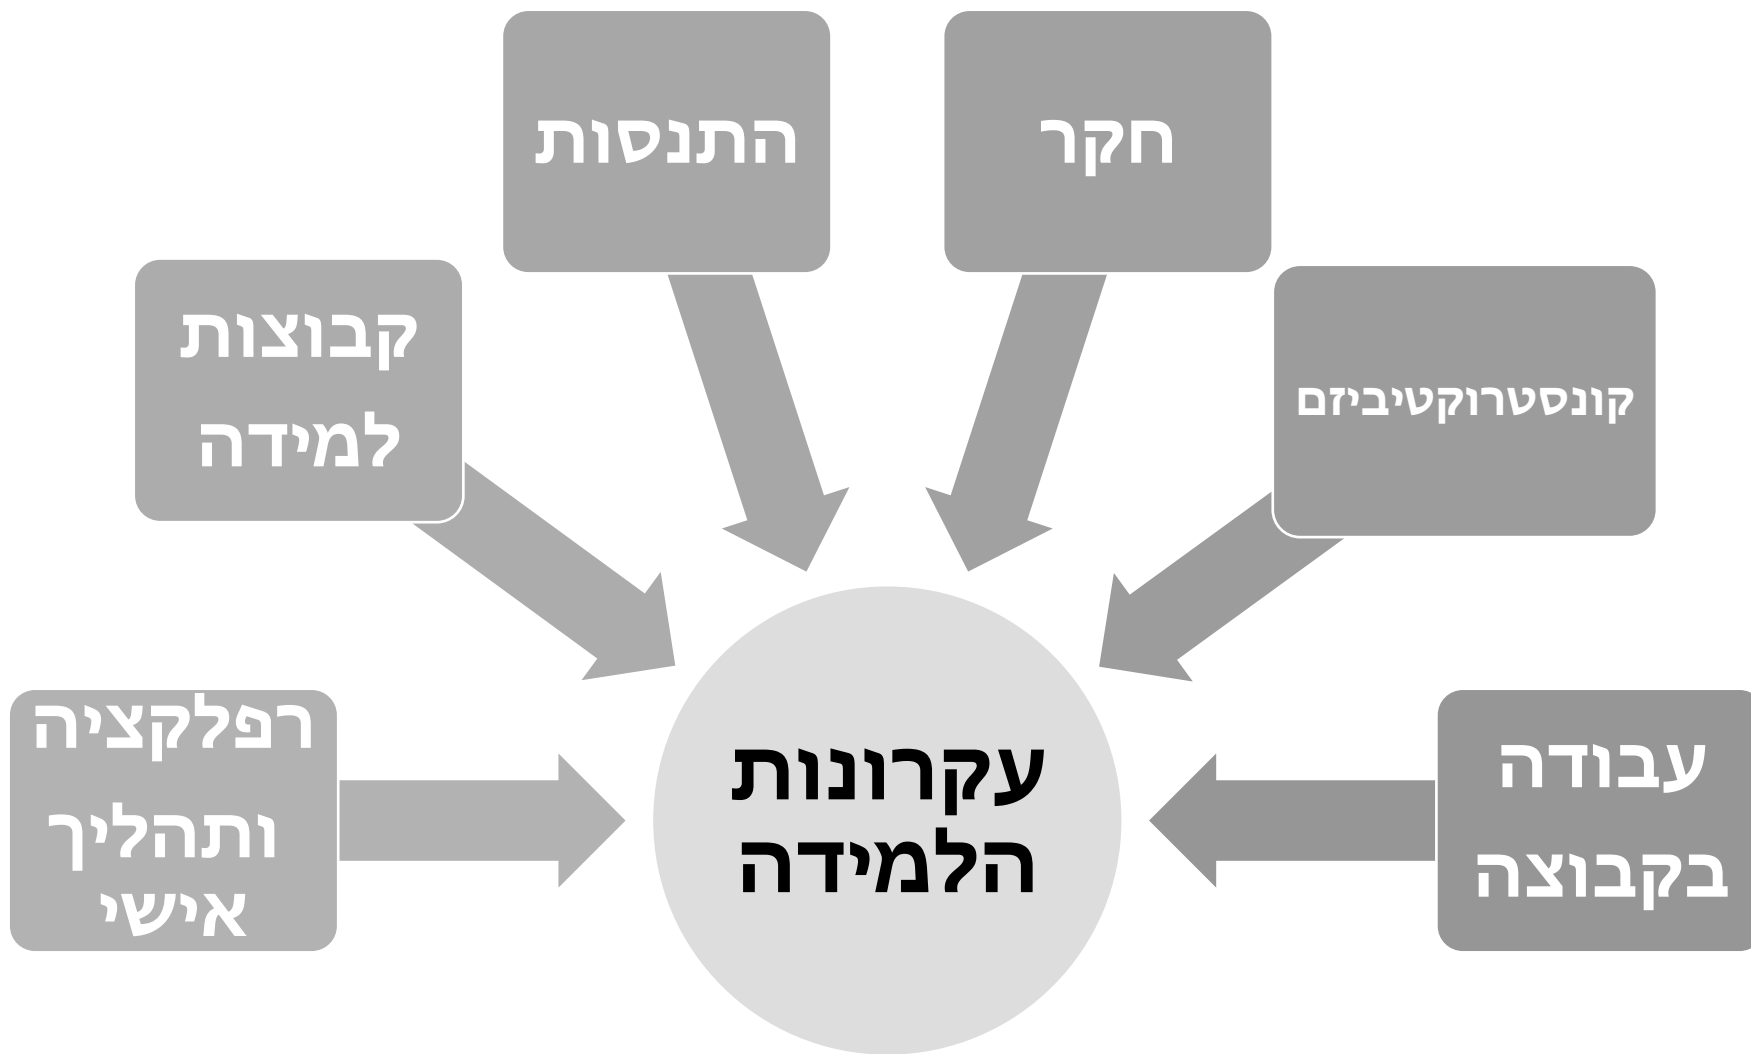 חקר
התנסות
קונסטרוקטיביזם
קבוצות
למידה
עבודה
בקבוצה
עקרונות
הלמידה
רפלקציה
ותהליך
אישי